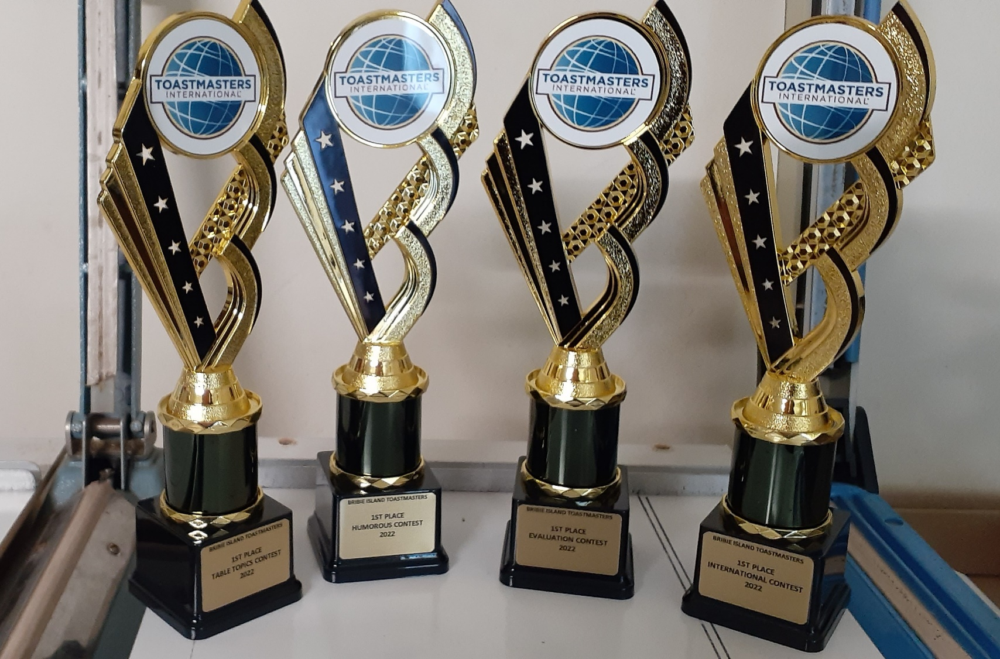 TOASTMASTERS
INTERNATIONAL
BRIBIE ISLAND TOASTMASTERS
1ST PLACE
TABLE TOPICS CONTEST
2022
TOASTMASTERS
INTERNATIONAL
BRIBIE ISLAND TOASTMASTERS
1ST PLACE
HUMOROUS CONTEST
2022
TOASTMASTERS
INTERNATIONAL
BRIBIE ISLAND TOASTMASTERS
1ST PLACE
EVALUATION CONTEST
2022
TOASTMASTERS
INTERNATIONAL
BRIBIE ISLAND TOASTMASTERS
1ST PLACE
INTERNATIONAL CONTEST
2022